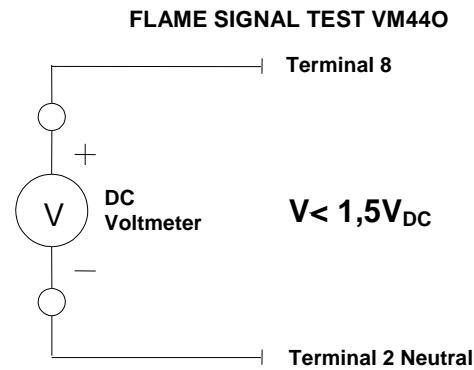 FLAME SIGNAL TEST VM44O
Terminal 8
+
DC
Voltmeter
V
V< 1,5VDC
—
Terminal 2 Neutral